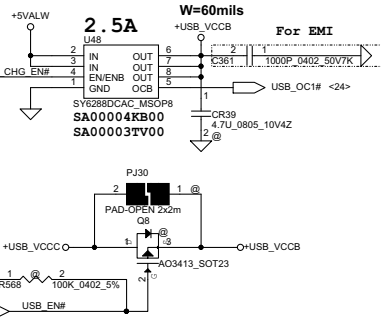 W=60mils
+5VALW
2.5A
+USB_VCCB
For EMI
U48
2 IN OUT 6
3 IN OUT 7
CHG_EN# 4 EN/ENB OUT 8
1 GND OCB 5
2 1
C361 1000P_0402_50V7K
USB_OC1# <24>
SY6288DCAC_MSOP8
SA00004KB00
SA00003TV00
1
CR39
4.7U_0805_10V4Z
2 @
PJ30
2 1 @
PAD-OPEN 2x2m
Q8
@
+USB_VCCC 3 +USB_VCCB
AO3413_SOT23
2
G
1 @ 2
R568 100K_0402_5%
USB_EN#